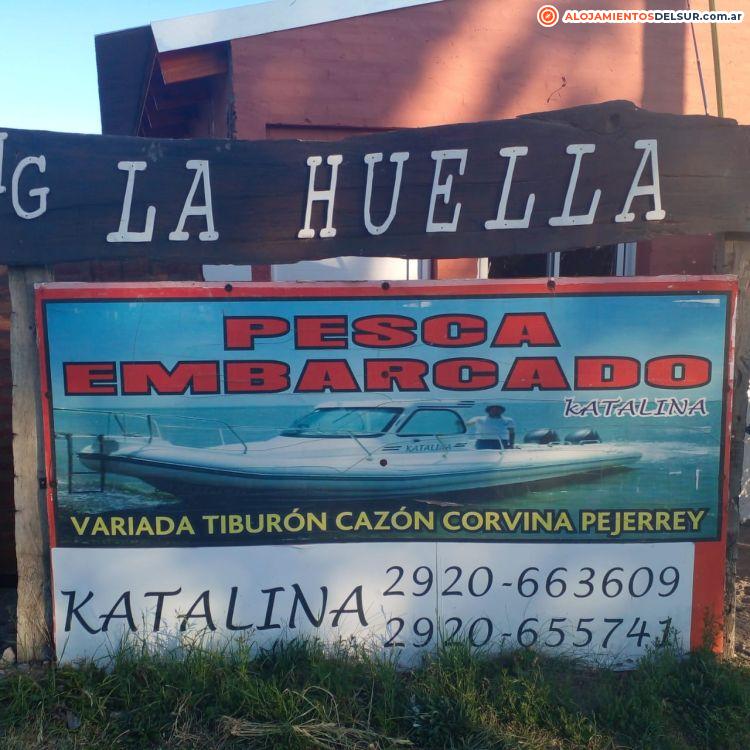 ALOJAMIENTOSDELSUR.com.ar
IG LA HUELLA
PESCA
EMBARCADO
KATALINA
KATALINA
VARIADA TIBURÓN CAZÓN CORVINA PEJERREY
KATALINA
2920-663609
2920-655741